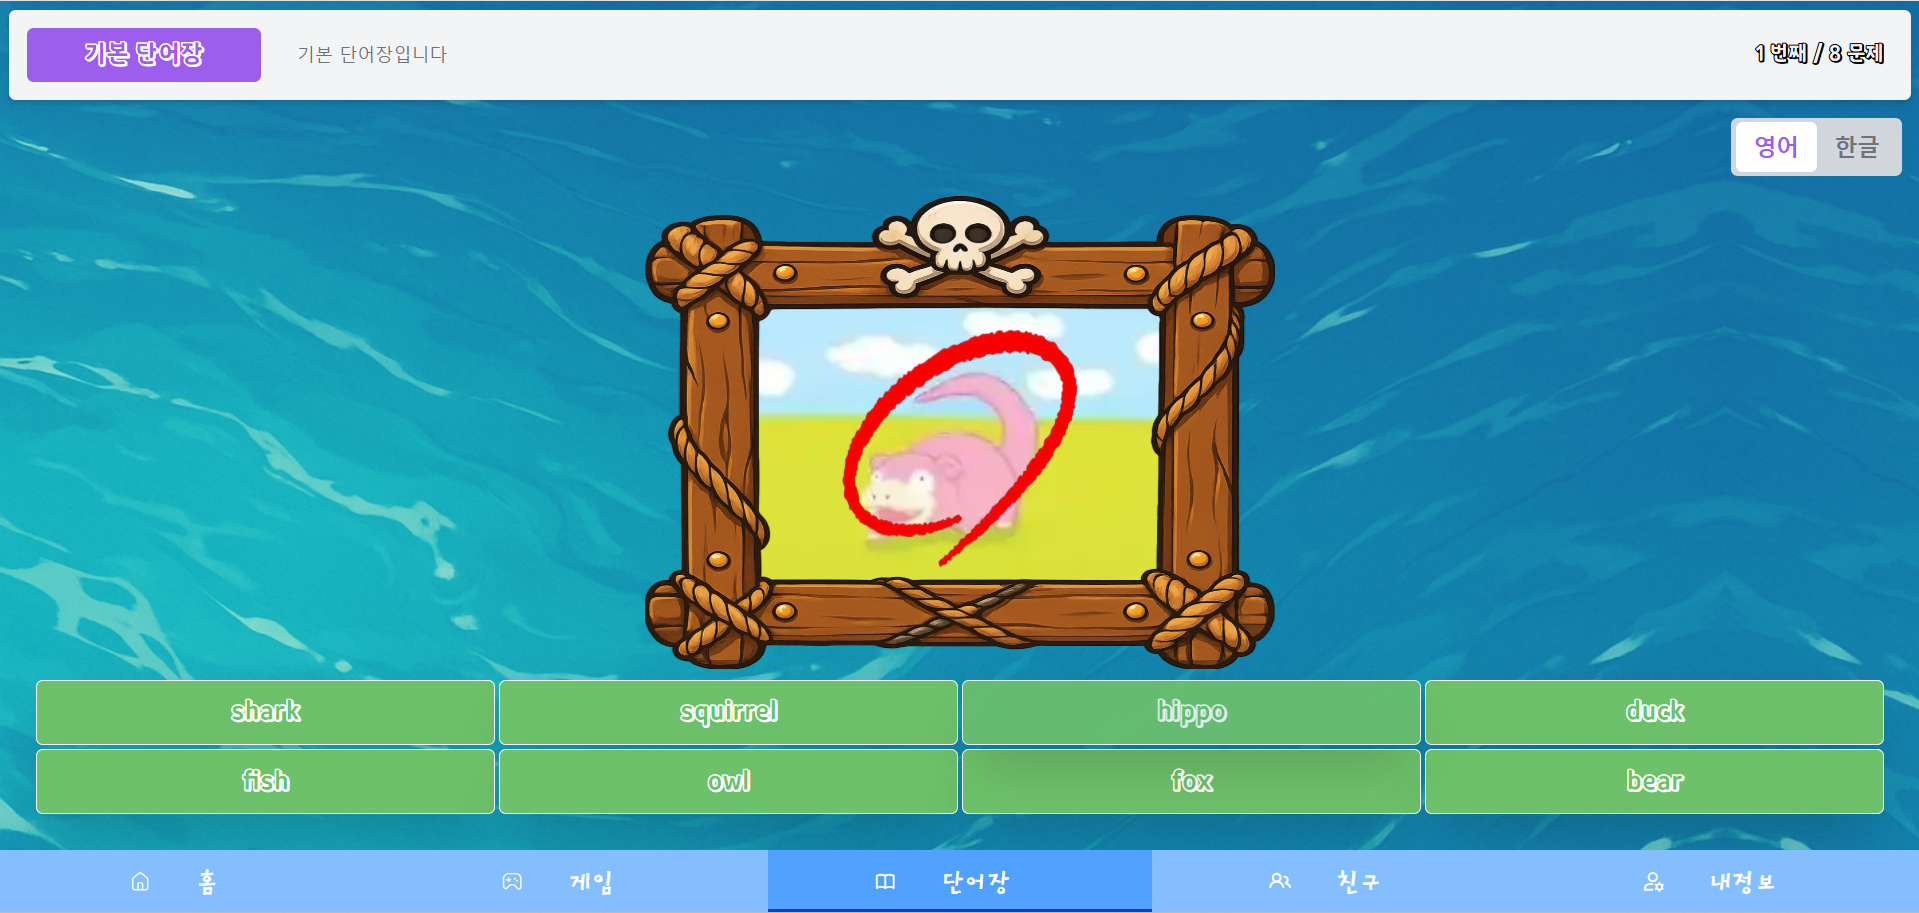 기본 단어장
기본 단어장입니다
1 번째 / 8 문제
영어 한글
shark squirrel hippo duck
fish owl fox bear
홈 게임 단어장 친구 내정보